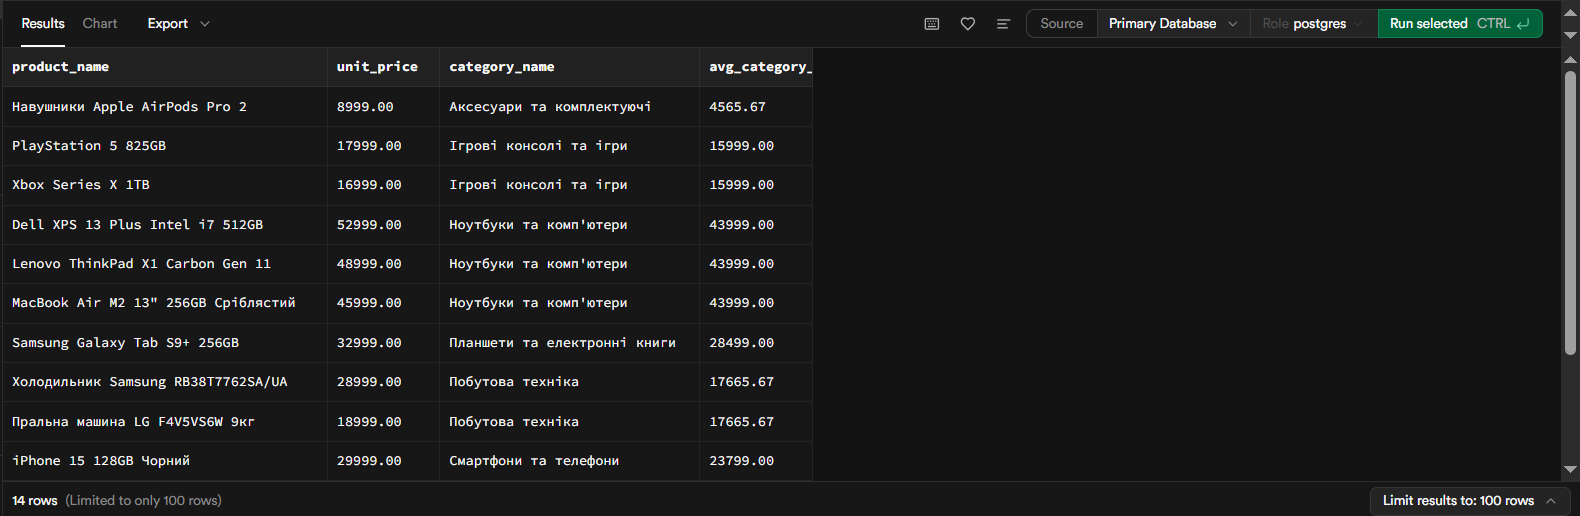 Results Chart Export Source Primary Database Role postgres Run selected CTRL
product_name unit_price category_name avg_category_
Навушники Apple AirPods Pro 2 8999.00 Аксесуари та комплектуючі 4565.67
PlayStation 5 825GB 17999.00 Ігрові консолі та ігри 15999.00
Xbox Series X 1TB 16999.00 Ігрові консолі та ігри 15999.00
Dell XPS 13 Plus Intel i7 512GB 52999.00 Ноутбуки та комп'ютери 43999.00
Lenovo ThinkPad X1 Carbon Gen 11 48999.00 Ноутбуки та комп'ютери 43999.00
MacBook Air M2 13" 256GB Сріблястий 45999.00 Ноутбуки та комп'ютери 43999.00
Samsung Galaxy Tab S9+ 256GB 32999.00 Планшети та електронні книги 28499.00
Холодильник Samsung RB38T7762SA/UA 28999.00 Побутова техніка 17665.67
Пральна машина LG F4V5VS6W 9кг 18999.00 Побутова техніка 17665.67
iPhone 15 128GB Чорний 29999.00 Смартфони та телефони 23799.00
14 rows (Limited to only 100 rows) Limit results to: 100 rows